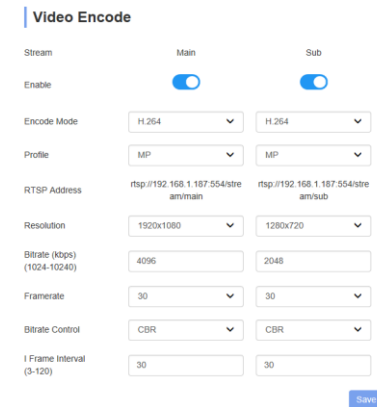 Video Encode
Stream Main Sub
Enable
Encode Mode H.264 H.264
Profile MP MP
RTSP Address rtsp://192.168.1.187:554/stre rtsp://192.168.1.187:554/stre
am/main am/sub
Resolution 1920x1080 1280x720
Bitrate (kbps)
(1024-10240) 4096 2048
Framerate 30 30
Bitrate Control CBR CBR
I Frame Interval
(3-120) 30 30
Save